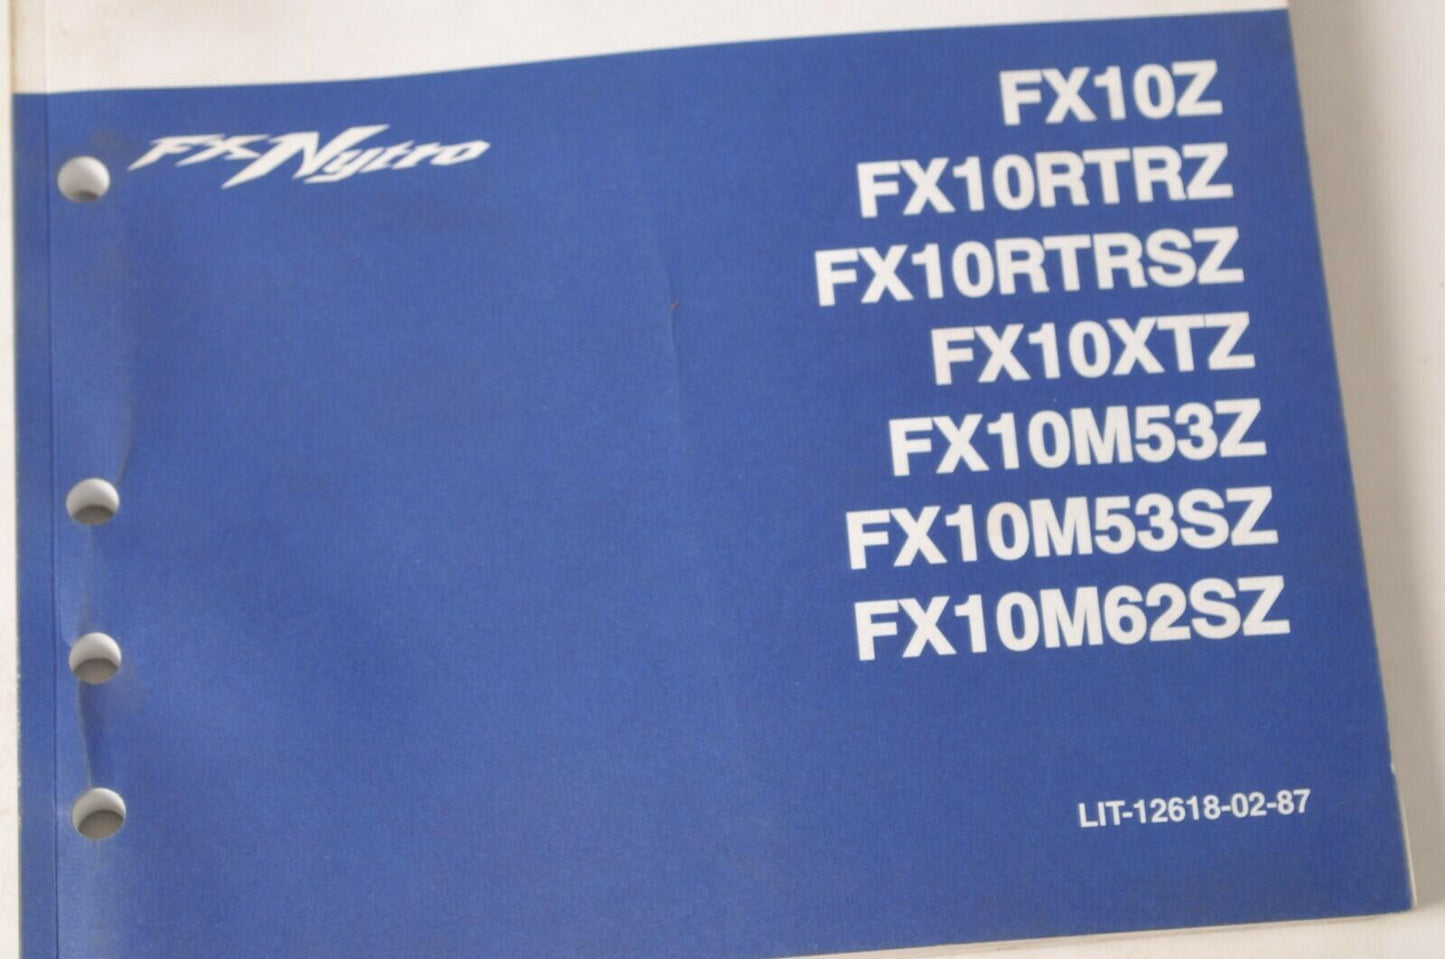 FX Nytro
FX10Z
FX10RTRZ
FX10RTRSZ
FX10XTZ
FX10M53Z
FX10M53SZ
FX10M62SZ
LIT-12618-02-87